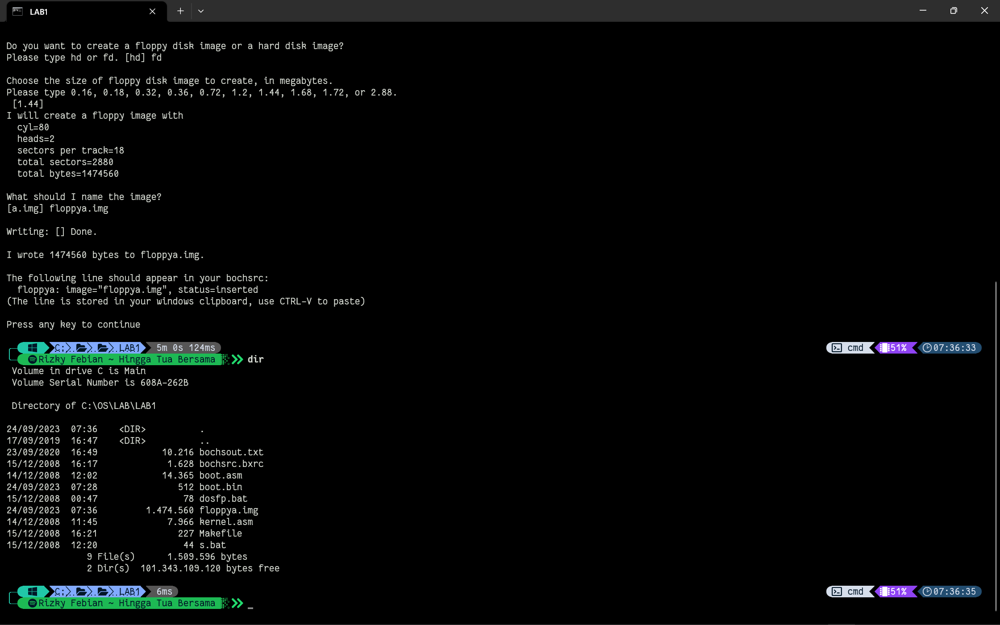 LAB1
Do you want to create a floppy disk image or a hard disk image?
Please type hd or fd. [hd] fd
Choose the size of floppy disk image to create, in megabytes.
Please type 0.16, 0.18, 0.32, 0.36, 0.72, 1.2, 1.44, 1.68, 1.72, or 2.88.
[1.44]
I will create a floppy image with
cyl=80
heads=2
sectors per track=18
total sectors=2880
total bytes=1474560
What should I name the image?
[a.img] floppya.img
Writing: [] Done.
I wrote 1474560 bytes to floppya.img.
The following line should appear in your bochsrc:
floppya: image="floppya.img", status=inserted
(The line is stored in your windows clipboard, use CTRL-V to paste)
Press any key to continue
C: LAB1 5m 0s 124ms cmd 51% 07:36:33
Rizky Febian ~ Hingga Tua Bersama dir
Volume in drive C is Main
Volume Serial Number is 608A-262B
Directory of C:\OS\LAB\LAB1
24/09/2023 07:36 <DIR> .
17/09/2019 16:47 <DIR> ..
23/09/2020 16:49 10.216 bochsout.txt
15/12/2008 16:17 1.628 bochsrc.bxrc
14/12/2008 12:02 14.365 boot.asm
24/09/2023 07:28 512 boot.bin
15/12/2008 00:47 78 dosfp.bat
24/09/2023 07:36 1.474.560 floppya.img
14/12/2008 11:45 7.966 kernel.asm
15/12/2008 16:21 227 Makefile
15/12/2008 12:20 44 s.bat
9 File(s) 1.509.596 bytes
2 Dir(s) 101.343.109.120 bytes free
C: LAB1 6ms cmd 51% 07:36:35
Rizky Febian ~ Hingga Tua Bersama _